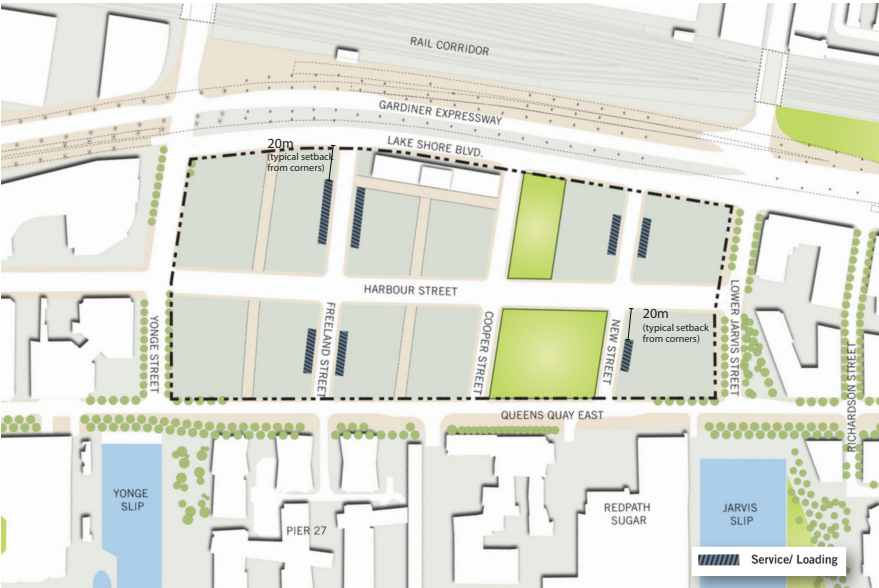 RAIL CORRIDOR
GARDINER EXPRESSWAY
20m
(typical setback
from corners)
LAKE SHORE BLVD.
HARBOUR STREET
YONGE STREET
FREELAND STREET
COOPER STREET
NEW STREET
20m
(typical setback
from corners)
LOWER JARVIS STREET
RICHARDSON STREET
QUEENS QUAY EAST
YONGE
SLIP
PIER 27
REDPATH
SUGAR
JARVIS
SLIP
Service/ Loading